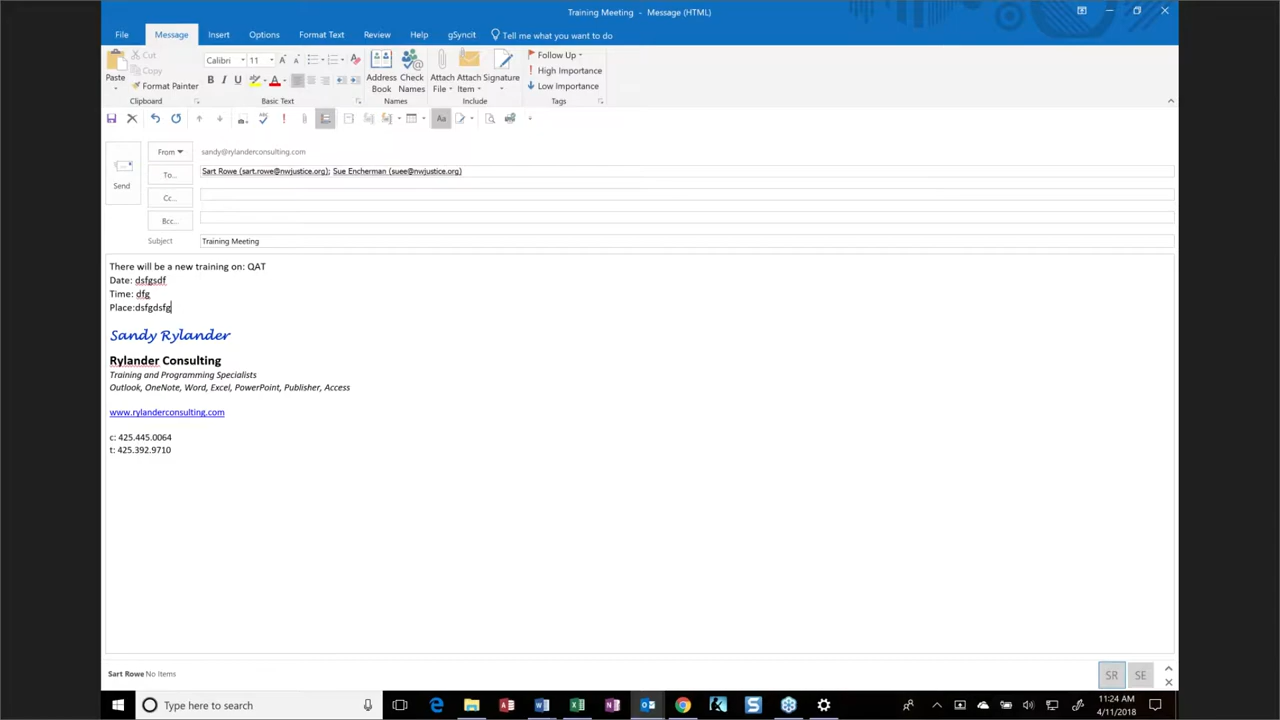 Training Meeting - Message (HTML)
File Message Insert Options Format Text Review Help gSyncit Tell me what you want to do
Paste
Cut
Copy
Format Painter
Calibri 11
B I U A
Address Book
Check Names
Attach File
Attach Item
Signature
Follow Up
High Importance
Low Importance
Clipboard Basic Text Names Include Tags
Aa
Send
From sandy@rylanderconsulting.com
To... Sart Rowe (sart.rowe@nwjustice.org); Sue Encherman (suee@nwjustice.org)
Cc...
Bcc...
Subject Training Meeting
There will be a new training on: QAT
Date: dsfgsdf
Time: dfg
Place:dsfgdsfg
Sandy Rylander
Rylander Consulting
Training and Programming Specialists
Outlook, OneNote, Word, Excel, PowerPoint, Publisher, Access
www.rylanderconsulting.com
c: 425.445.0064
t: 425.392.9710
Sart Rowe No Items
SR SE
Type here to search
11:24 AM
4/11/2018